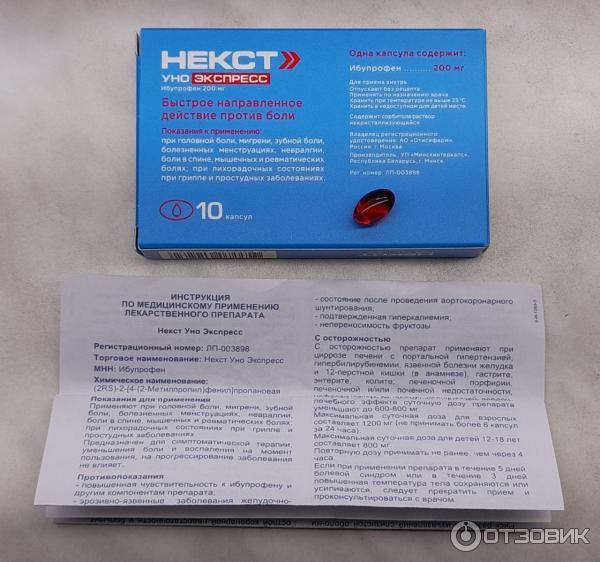 НЕКСТ
УНО ЭКСПРЕСС
Ибупрофен 200 мг
Быстрое направленное
действие против боли
Показания к применению:
при головной боли, мигрени, зубной боли,
болезненных менструациях, невралгии,
боли в спине, мышечных и ревматических
болях; при лихорадочных состояниях
при гриппе и простудных заболеваниях.
10 капсул
Одна капсула содержит:
Ибупрофен .......... 200 мг
Для приема внутрь.
Отпускают без рецепта
Применять по назначению врача.
Хранить при температуре не выше 25 °С
Хранить в недоступном для детей месте.
Содержит сорбитола раствор
некристаллизующийся
Владелец регистрационного
удостоверения: АО «Отисифарм»,
Россия, г. Москва
Производитель: УП «Минскинтеркапс»,
Республика Беларусь, г. Минск.
Рег. номер: ЛП-003898
ИНСТРУКЦИЯ
ПО МЕДИЦИНСКОМУ ПРИМЕНЕНИЮ
ЛЕКАРСТВЕННОГО ПРЕПАРАТА
Некст Уно Экспресс
Регистрационный номер: ЛП-003898
Торговое наименование: Некст Уно Экспресс
МНН: Ибупрофен
Химическое наименование:
(2RS)-2-[4-(2-Метилпропил)фенил]пропановая
Показания для применения
Применяют при головной боли, мигрени, зубной
боли, болезненных менструациях, невралгии,
боли в спине, мышечных и ревматических болях;
при лихорадочных состояниях при гриппе и
простудных заболеваниях
Предназначен для симптоматической терапии,
уменьшения боли и воспаления на момент
пользования, на прогрессирование заболевания
не влияет.
Противопоказания
- повышенная чувствительность к ибупрофену и
другим компонентам препарата;
- эрозивно-язвенные заболевания желудочно-
- состояние после проведения аортокоронарного
шунтирования;
- подтвержденная гиперкалиемия;
- непереносимость фруктозы
С осторожностью
С осторожностью препарат применяют при
циррозе печени с портальной гипертензией,
гипербилирубинемии, язвенной болезни желудка
и 12-перстной кишки (в анамнезе), гастрите,
энтерите, колите, печеночной порфирии,
печеночной и/или почечной недостаточности,
лечебного эффекта суточную дозу препарата
уменьшают до 600-800 мг.
Максимальная суточная доза для взрослых
составляет 1200 мг (не принимать более 6 капсул
за 24 часа).
Максимальная суточная доза для детей 12-18 лет
составляет 800 мг.
Повторную дозу принимать не ранее, чем через 4
часа.
Если при применении препарата в течение 5 дней
болевой синдром или в течение 3 дней
повышенная температура тела сохраняются или
усиливаются, следует прекратить прием и
проконсультироваться с врачом.
ОТЗОВИК